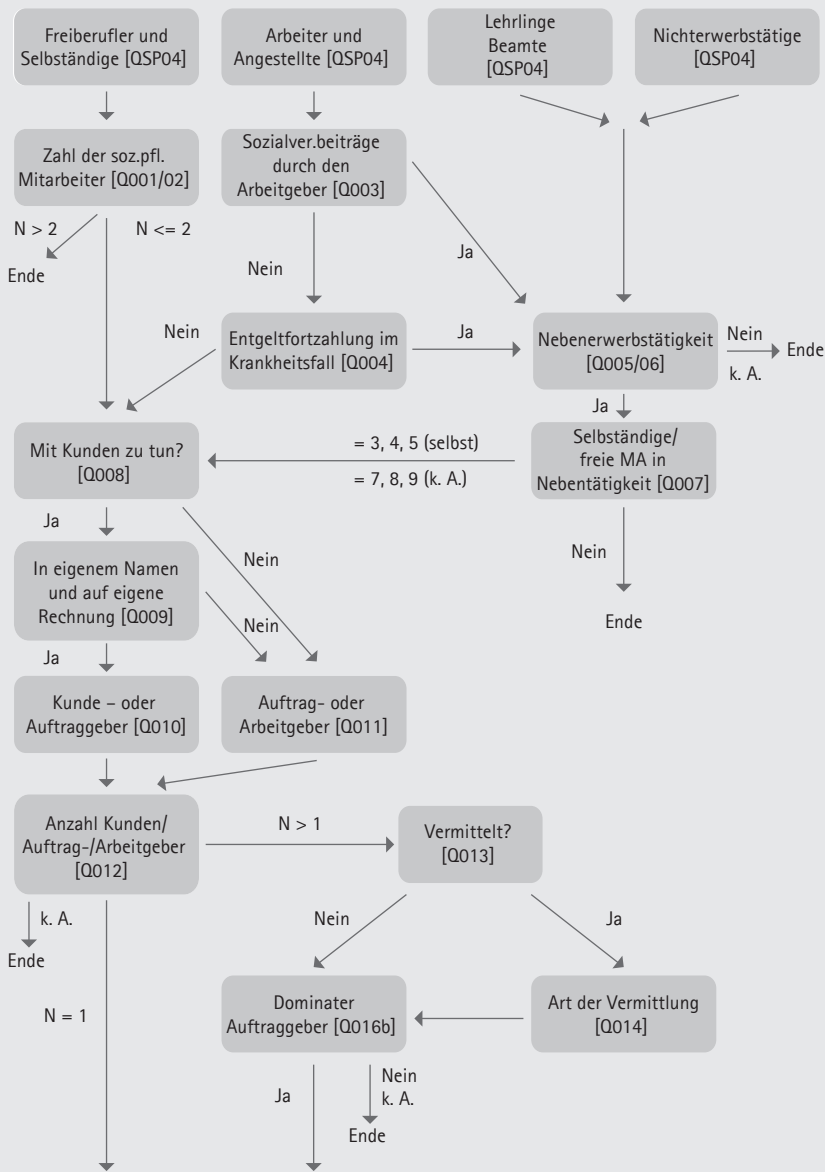 Freiberufler und
Selbständige [QSP04]
Arbeiter und
Angestellte [QSP04]
Lehrlinge
Beamte
[QSP04]
Nichterwerbstätige
[QSP04]
Zahl der soz.pfl.
Mitarbeiter [Q001/02]
Sozialver.beiträge
durch den
Arbeitgeber [Q003]
N > 2
N <= 2
Ende
Ja
Nein
Nein
Entgeltfortzahlung im
Krankheitsfall [Q004]
Ja
Nebenerwerbstätigkeit
[Q005/06]
Nein
k. A.
Ende
Ja
Mit Kunden zu tun?
[Q008]
= 3, 4, 5 (selbst)
= 7, 8, 9 (k. A.)
Selbständige/
freie MA in
Nebentätigkeit [Q007]
Ja
Nein
Nein
Ende
In eigenem Namen
und auf eigene
Rechnung [Q009]
Nein
Ja
Kunde – oder
Auftraggeber [Q010]
Auftrag- oder
Arbeitgeber [Q011]
Anzahl Kunden/
Auftrag-/Arbeitgeber
[Q012]
N > 1
Vermittelt?
[Q013]
k. A.
Ende
Nein
Ja
N = 1
Dominater
Auftraggeber [Q016b]
Art der Vermittlung
[Q014]
Ja
Nein
k. A.
Ende